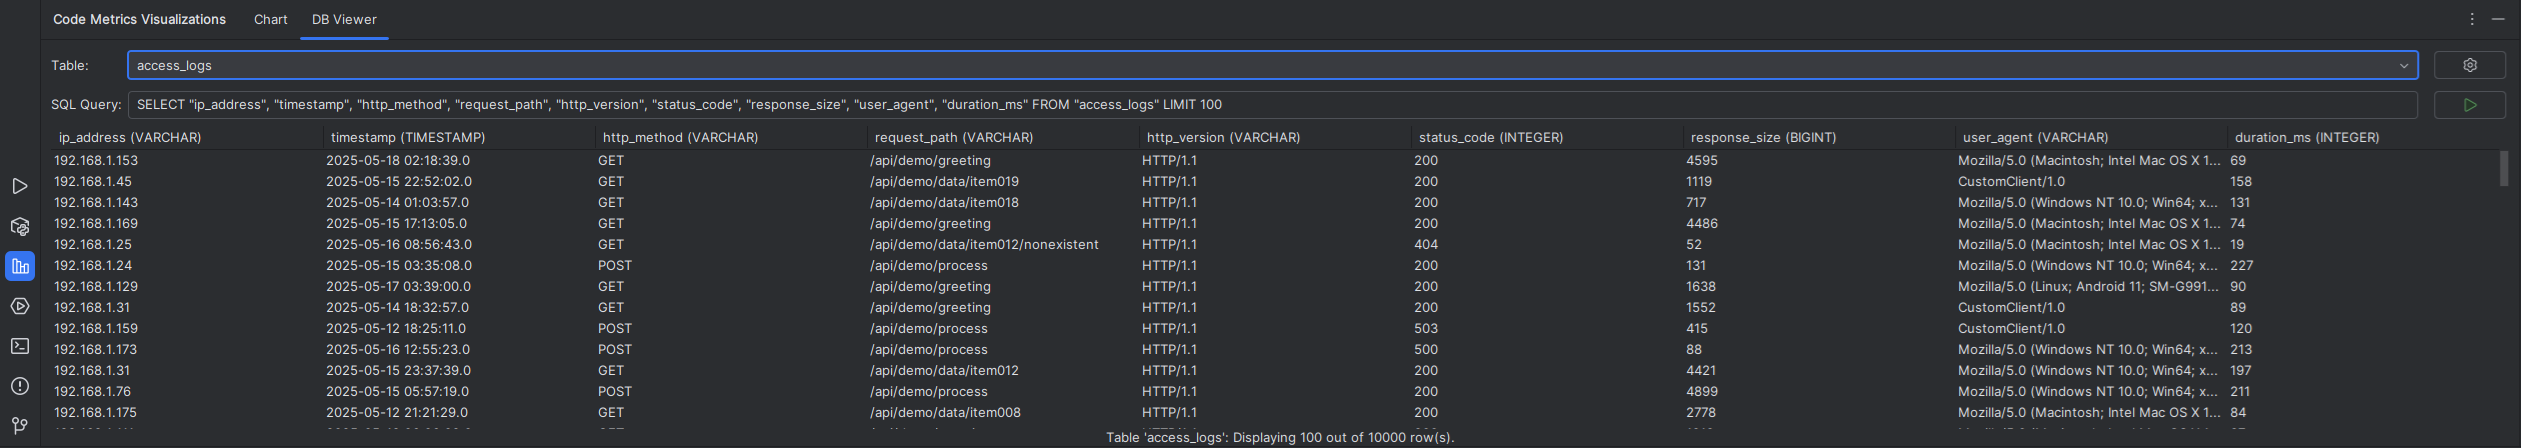 Code Metrics Visualizations Chart DB Viewer
Table: access_logs
SQL Query: SELECT "ip_address", "timestamp", "http_method", "request_path", "http_version", "status_code", "response_size", "user_agent", "duration_ms" FROM "access_logs" LIMIT 100
ip_address (VARCHAR) timestamp (TIMESTAMP) http_method (VARCHAR) request_path (VARCHAR) http_version (VARCHAR) status_code (INTEGER) response_size (BIGINT) user_agent (VARCHAR) duration_ms (INTEGER)
192.168.1.153 2025-05-18 02:18:39.0 GET /api/demo/greeting HTTP/1.1 200 4595 Mozilla/5.0 (Macintosh; Intel Mac OS X 1... 69
192.168.1.45 2025-05-15 22:52:02.0 GET /api/demo/data/item019 HTTP/1.1 200 1119 CustomClient/1.0 158
192.168.1.143 2025-05-14 01:03:57.0 GET /api/demo/data/item018 HTTP/1.1 200 717 Mozilla/5.0 (Windows NT 10.0; Win64; x... 131
192.168.1.169 2025-05-15 17:13:05.0 GET /api/demo/greeting HTTP/1.1 200 4486 Mozilla/5.0 (Macintosh; Intel Mac OS X 1... 74
192.168.1.25 2025-05-16 08:56:43.0 GET /api/demo/data/item012/nonexistent HTTP/1.1 404 52 Mozilla/5.0 (Macintosh; Intel Mac OS X 1... 19
192.168.1.24 2025-05-15 03:35:08.0 POST /api/demo/process HTTP/1.1 200 131 Mozilla/5.0 (Windows NT 10.0; Win64; x... 227
192.168.1.129 2025-05-17 03:39:00.0 GET /api/demo/greeting HTTP/1.1 200 1638 Mozilla/5.0 (Linux; Android 11; SM-G991... 90
192.168.1.31 2025-05-14 18:32:57.0 GET /api/demo/greeting HTTP/1.1 200 1552 CustomClient/1.0 89
192.168.1.159 2025-05-12 18:25:11.0 POST /api/demo/process HTTP/1.1 503 415 CustomClient/1.0 120
192.168.1.173 2025-05-16 12:55:23.0 POST /api/demo/process HTTP/1.1 500 88 Mozilla/5.0 (Windows NT 10.0; Win64; x... 213
192.168.1.31 2025-05-15 23:37:39.0 GET /api/demo/data/item012 HTTP/1.1 200 4421 Mozilla/5.0 (Windows NT 10.0; Win64; x... 197
192.168.1.76 2025-05-15 05:57:19.0 POST /api/demo/process HTTP/1.1 200 4899 Mozilla/5.0 (Windows NT 10.0; Win64; x... 211
192.168.1.175 2025-05-12 21:21:29.0 GET /api/demo/data/item008 HTTP/1.1 200 2778 Mozilla/5.0 (Macintosh; Intel Mac OS X 1... 84
Table 'access_logs': Displaying 100 out of 10000 row(s).